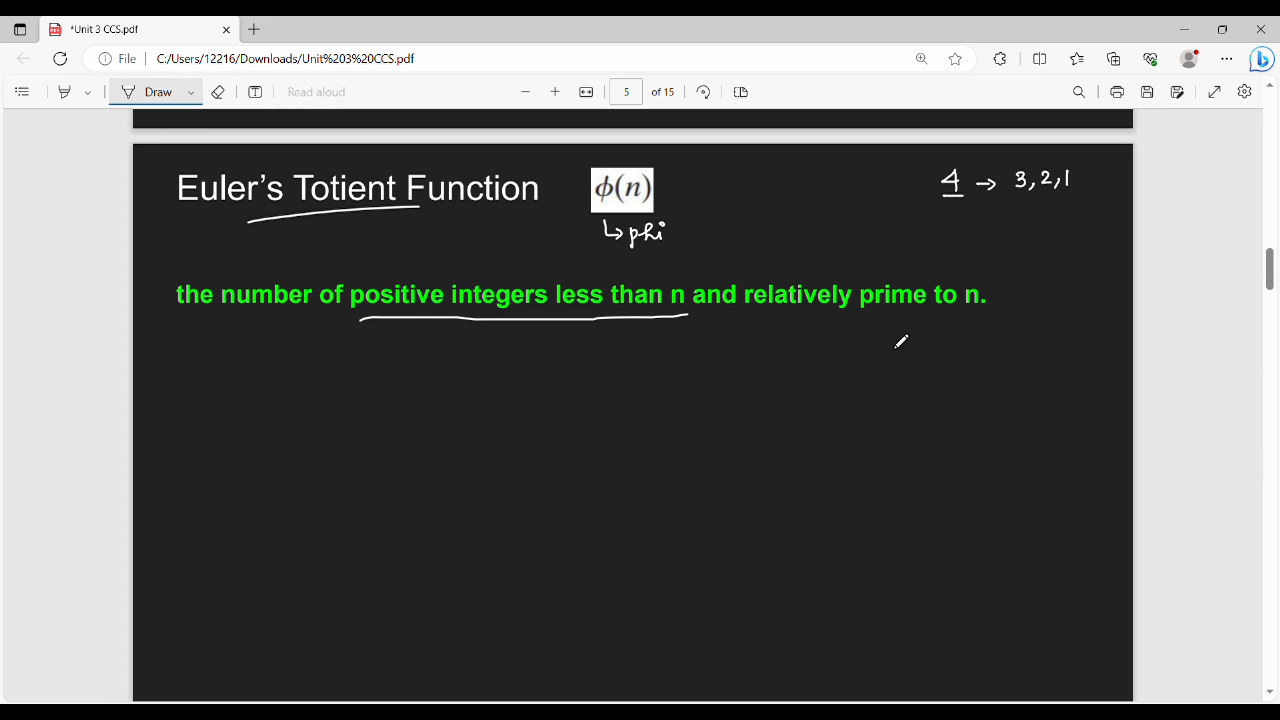 *Unit 3 CCS.pdf
File C:/Users/12216/Downloads/Unit%203%20CCS.pdf
Draw Read aloud 5 of 15
Euler's Totient Function ϕ(n) 4 → 3,2,1
↳ phi
the number of positive integers less than n and relatively prime to n.